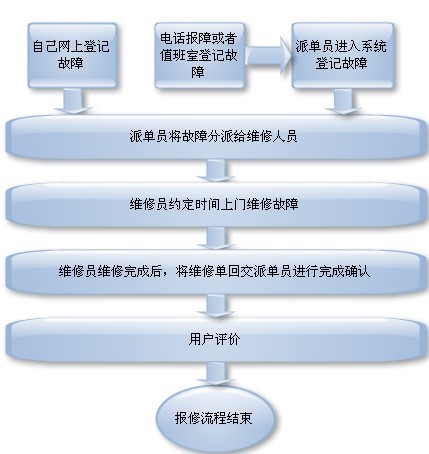 自己网上登记
故障
电话报障或者
值班室登记故
障
派单员进入系统
登记故障
派单员将故障分派给维修人员
维修员约定时间上门维修故障
维修员维修完成后，将维修单回交派单员进行完成确认
用户评价
报修流程结束